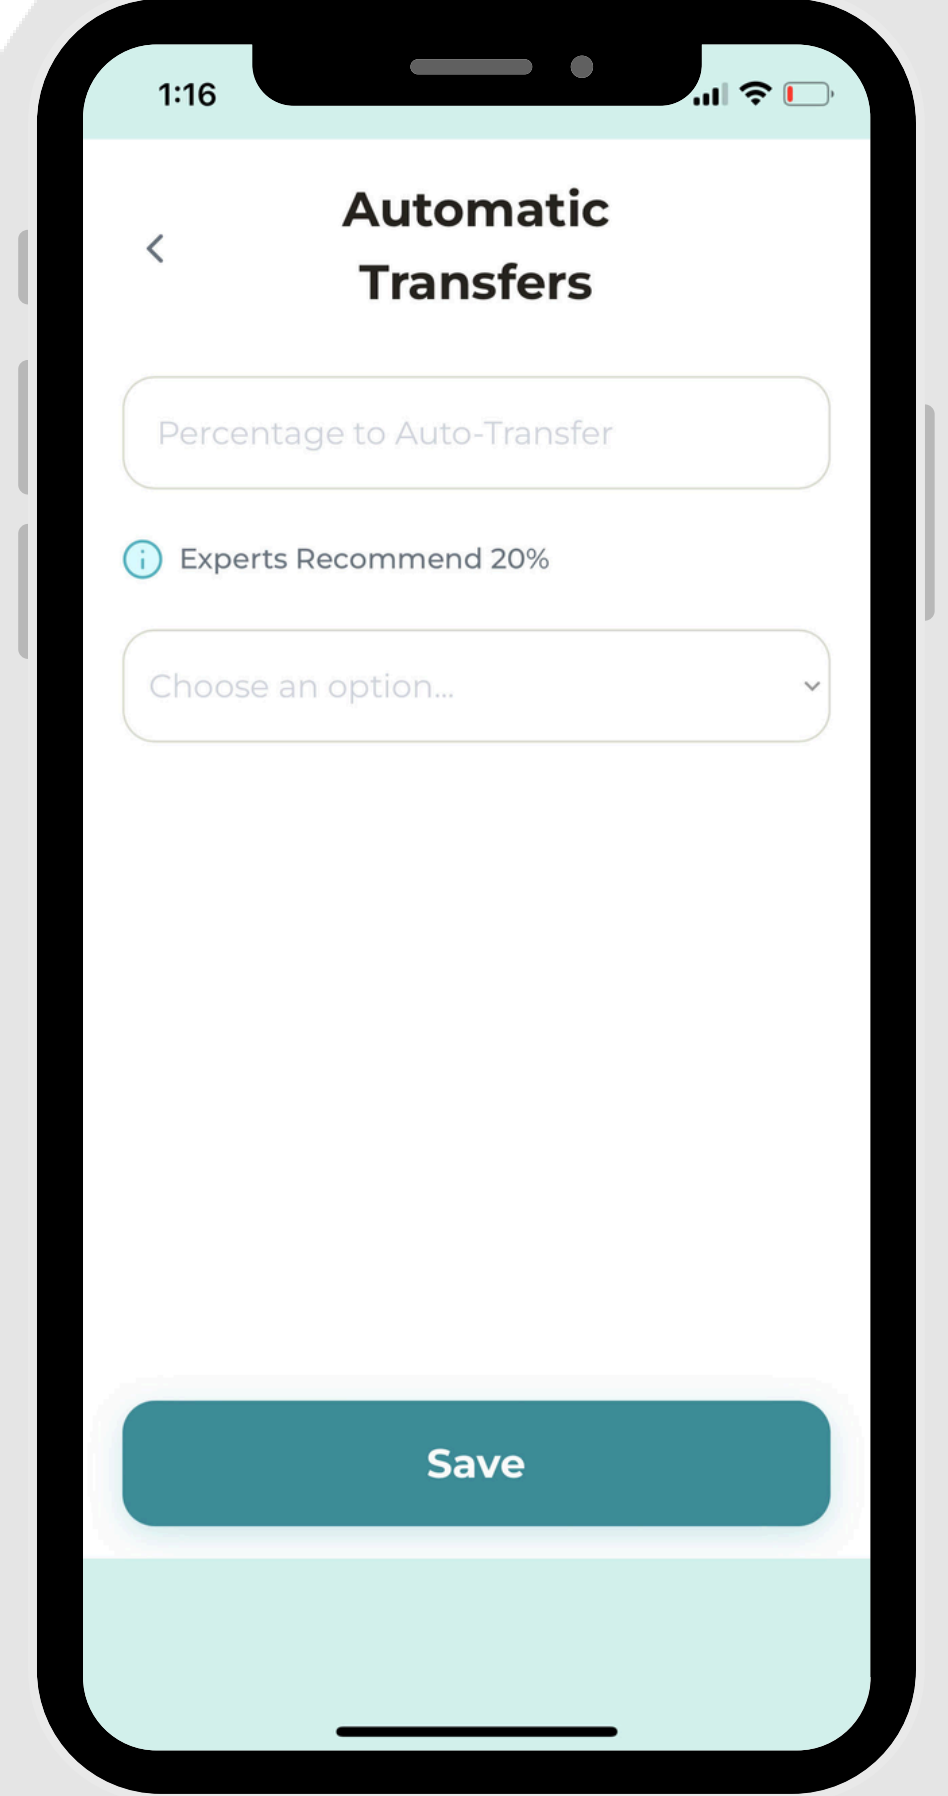 1:16
Automatic
Transfers
Percentage to Auto-Transfer
Experts Recommend 20%
Choose an option...
Save